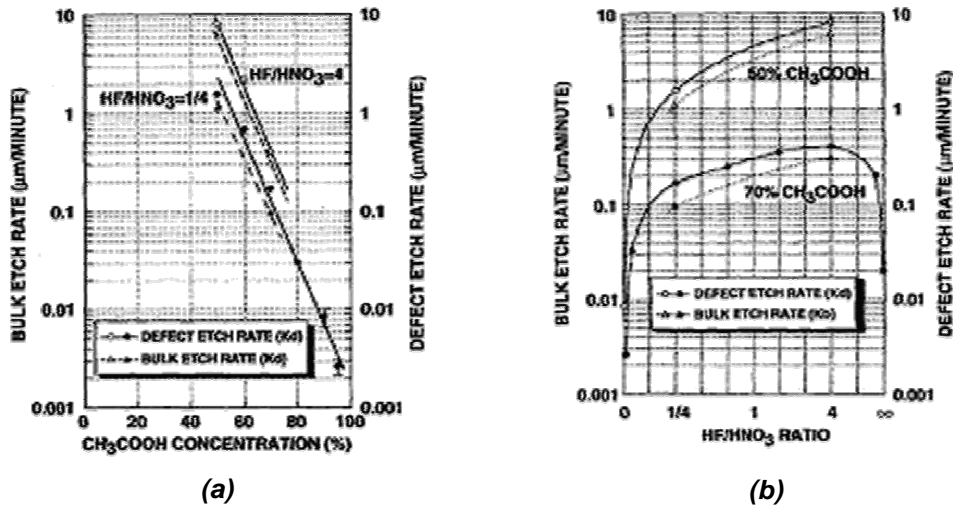 10
1
0.1
0.01
0.001
BULK ETCH RATE (μm/MINUTE)
HF/HNO₃=4
HF/HNO₃=1/4
DEFECT ETCH RATE (Kd)
BULK ETCH RATE (Kd)
0 20 40 60 80 100
CH₃COOH CONCENTRATION (%)
10
1
0.1
0.01
0.001
DEFECT ETCH RATE (μm/MINUTE)
(a)
10
1
0.1
0.01
0.001
BULK ETCH RATE (μm/MINUTE)
50% CH₃COOH
70% CH₃COOH
DEFECT ETCH RATE (Kd)
BULK ETCH RATE (Kb)
0 1/4 1 4 ∞
HF/HNO₃ RATIO
10
1
0.1
0.01
0.001
DEFECT ETCH RATE (μm/MINUTE)
(b)